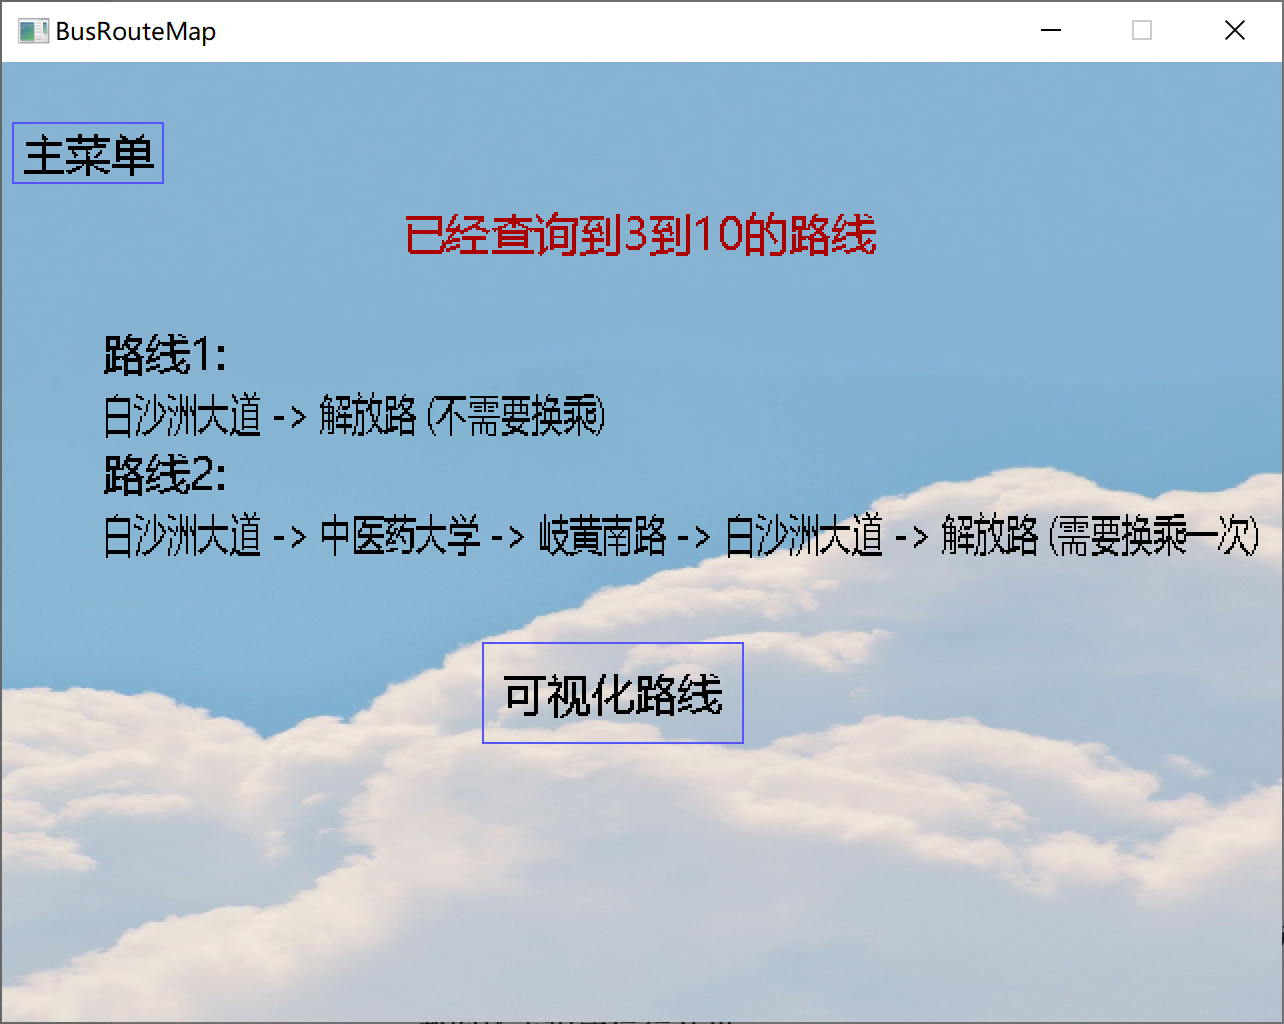 BusRouteMap
主菜单
已经查询到3到10的路线
路线1:
白沙洲大道 -> 解放路 (不需要换乘)
路线2:
白沙洲大道 -> 中医药大学 -> 岐黄南路 -> 白沙洲大道 -> 解放路 (需要换乘一次)
可视化路线